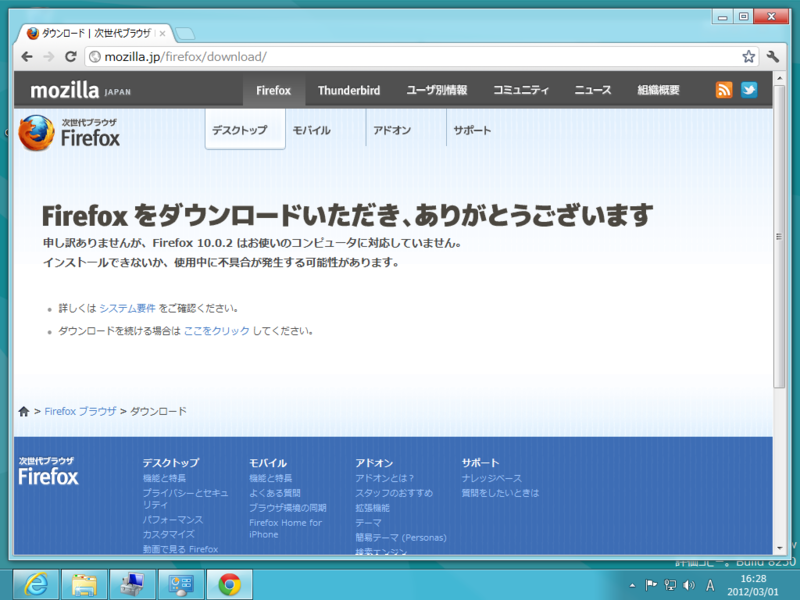 ダウンロード | 次世代ブラウザ
mozilla.jp/firefox/download/
mozilla JAPAN
Firefox
Thunderbird
ユーザ別情報
コミュニティ
ニュース
組織概要
次世代ブラウザ
Firefox
デスクトップ
モバイル
アドオン
サポート
Firefox をダウンロードいただき、ありがとうございます
申し訳ありませんが、Firefox 10.0.2 はお使いのコンピュータに対応していません。
インストールできないか、使用中に不具合が発生する可能性があります。
詳しくは システム要件 をご確認ください。
ダウンロードを続ける場合は ここをクリック してください。
> Firefox ブラウザ > ダウンロード
次世代ブラウザ
Firefox
デスクトップ
機能と特長
プライバシーとセキュ
リティ
パフォーマンス
カスタマイズ
動画で見る Firefox
モバイル
機能と特長
よくある質問
ブラウザ環境の同期
Firefox Home for
iPhone
アドオン
アドオンとは？
スタッフのおすすめ
拡張機能
テーマ
簡易テーマ (Personas)
検索エンジン
サポート
ナレッジベース
質問をしたいときは
評価コピー。Build 8250
A
16:28
2012/03/01